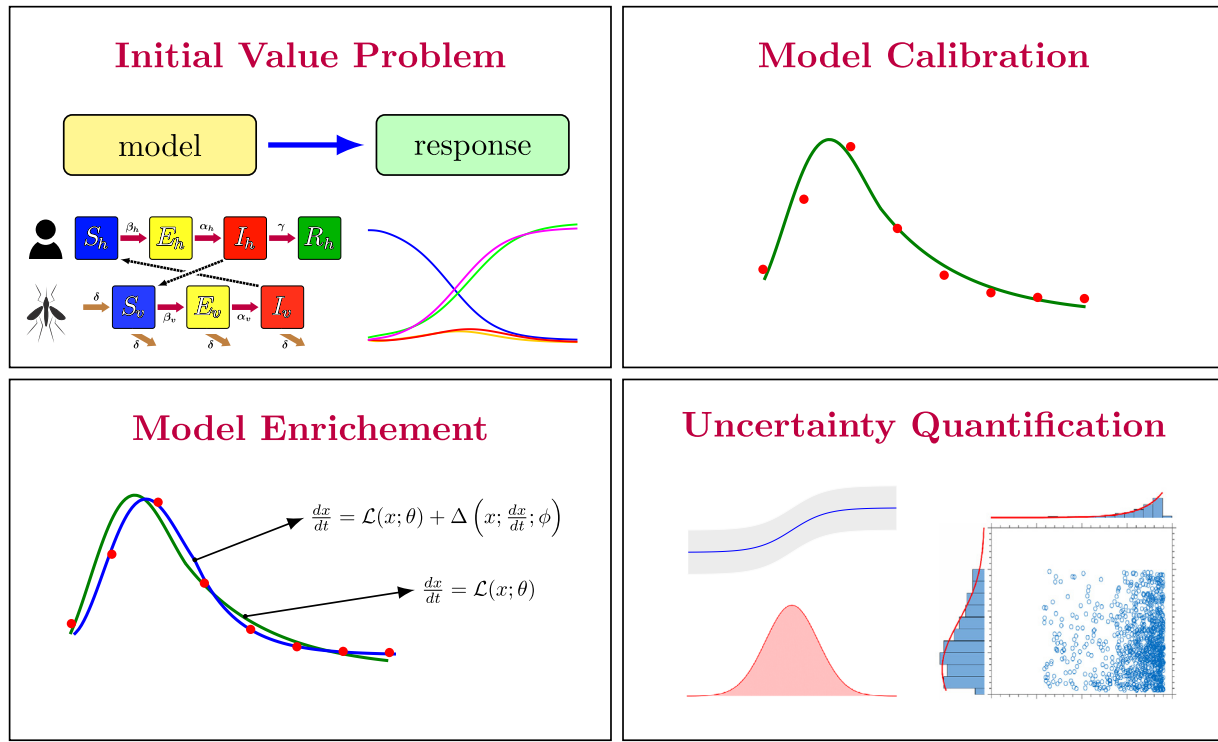 Initial Value Problem
model
response
β_h α_h γ
S_h E_h I_h R_h
δ
S_v E_v I_v
β_v α_v
δ δ δ
Model Calibration
Model Enrichement
dx/dt = ℒ(x; θ) + Δ(x; dx/dt; ϕ)
dx/dt = ℒ(x; θ)
Uncertainty Quantification